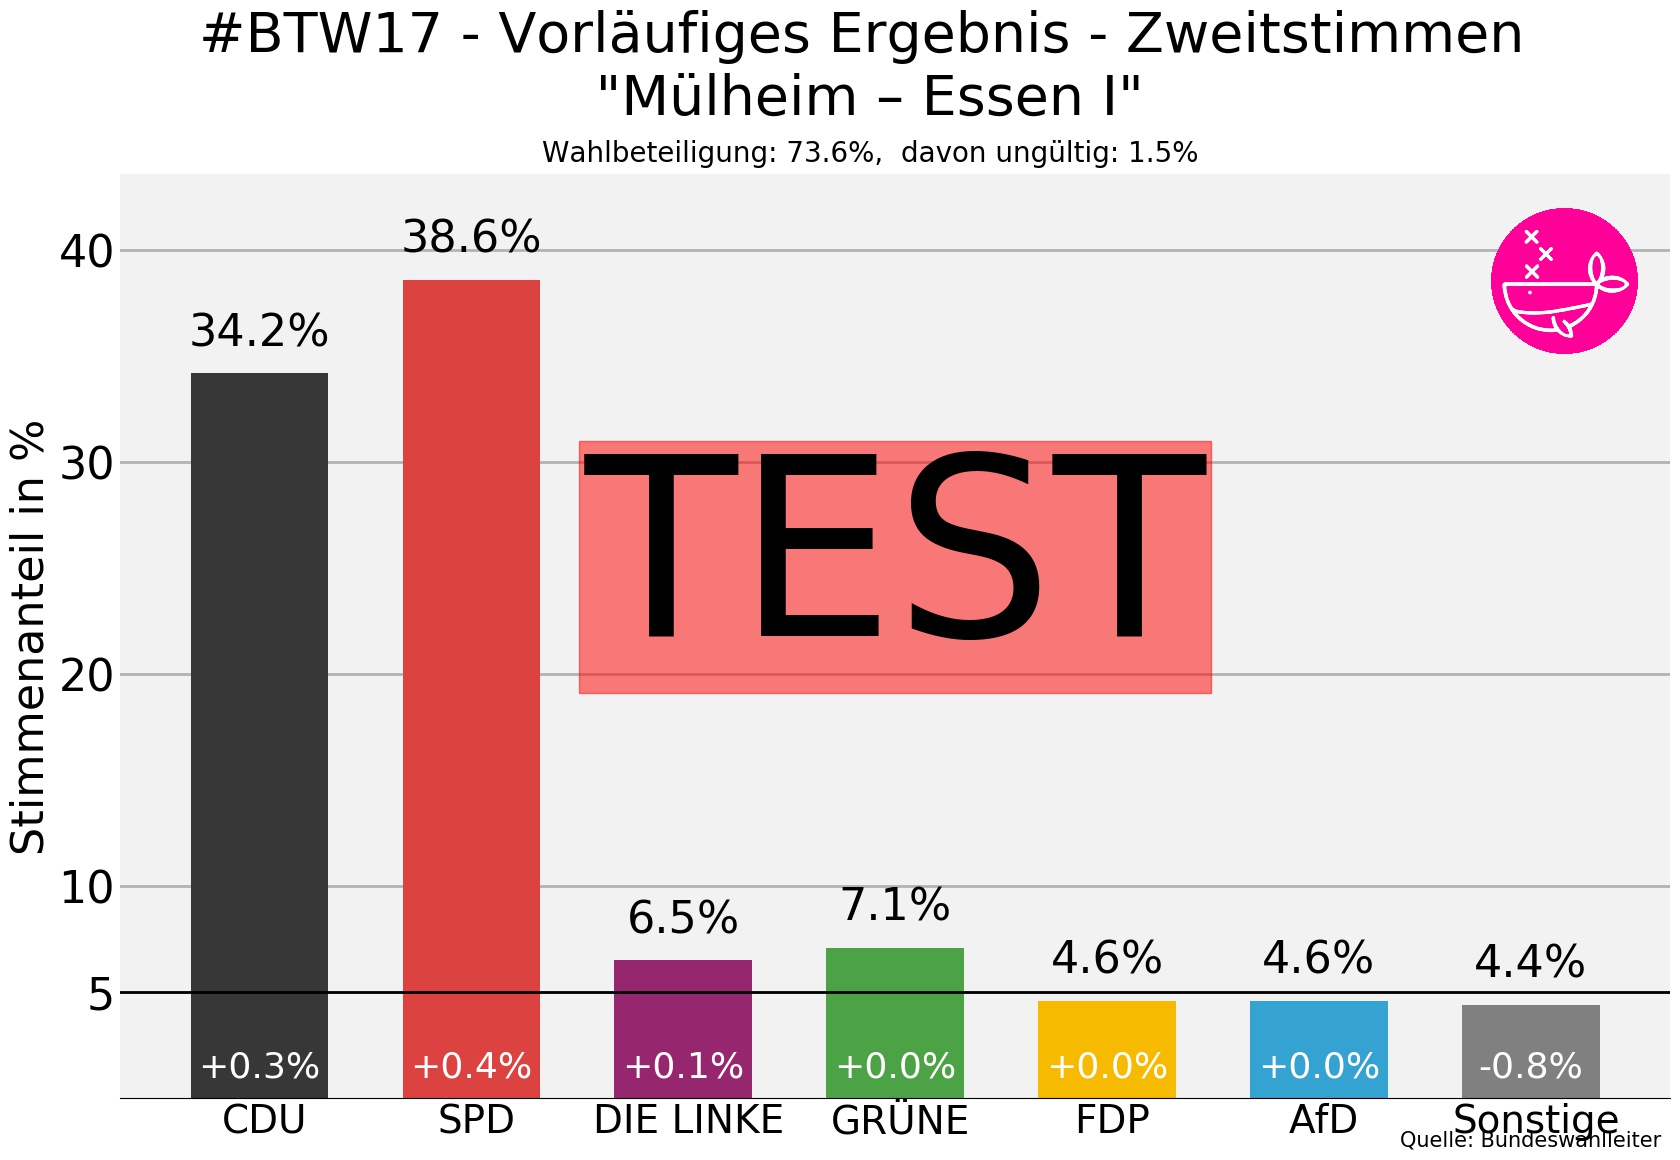 #BTW17 - Vorläufiges Ergebnis - Zweitstimmen
"Mülheim – Essen I"
Wahlbeteiligung: 73.6%, davon ungültig: 1.5%
Stimmenanteil in %
40
30
20
10
5
34.2%
38.6%
6.5%
7.1%
4.6%
4.6%
4.4%
TEST
+0.3%
+0.4%
+0.1%
+0.0%
+0.0%
+0.0%
-0.8%
CDU
SPD
DIE LINKE
GRÜNE
FDP
AfD
Sonstige
Quelle: Bundeswahlleiter